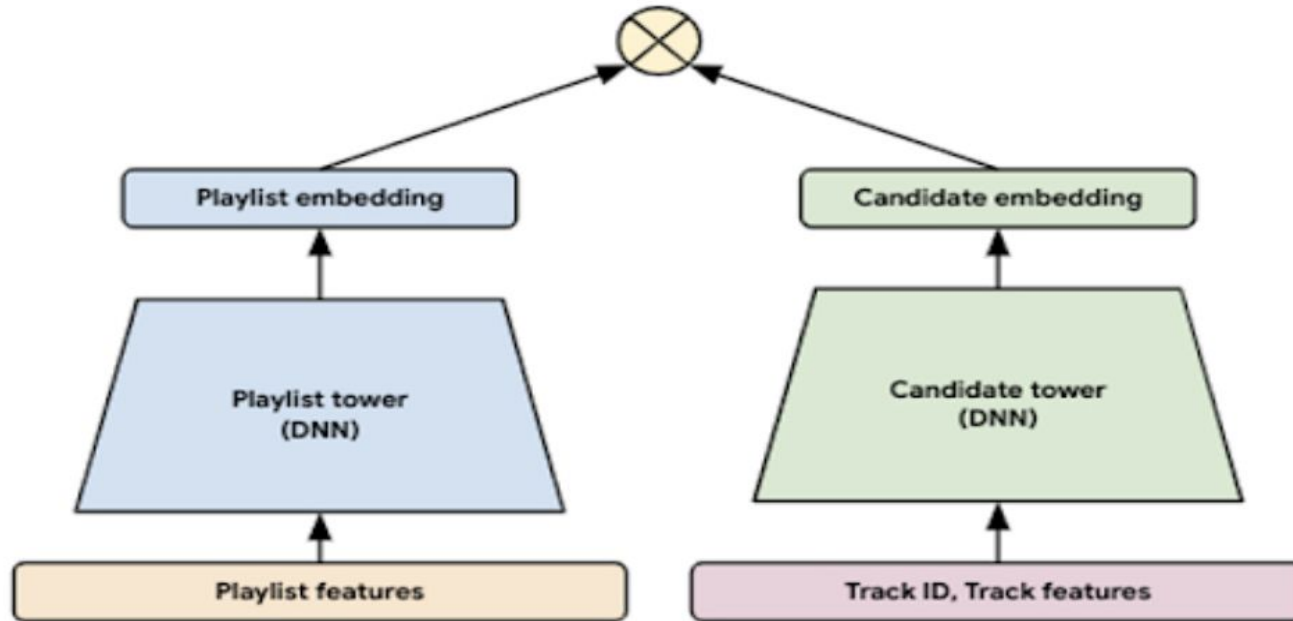 Playlist embedding
Candidate embedding
Playlist tower
(DNN)
Candidate tower
(DNN)
Playlist features
Track ID, Track features